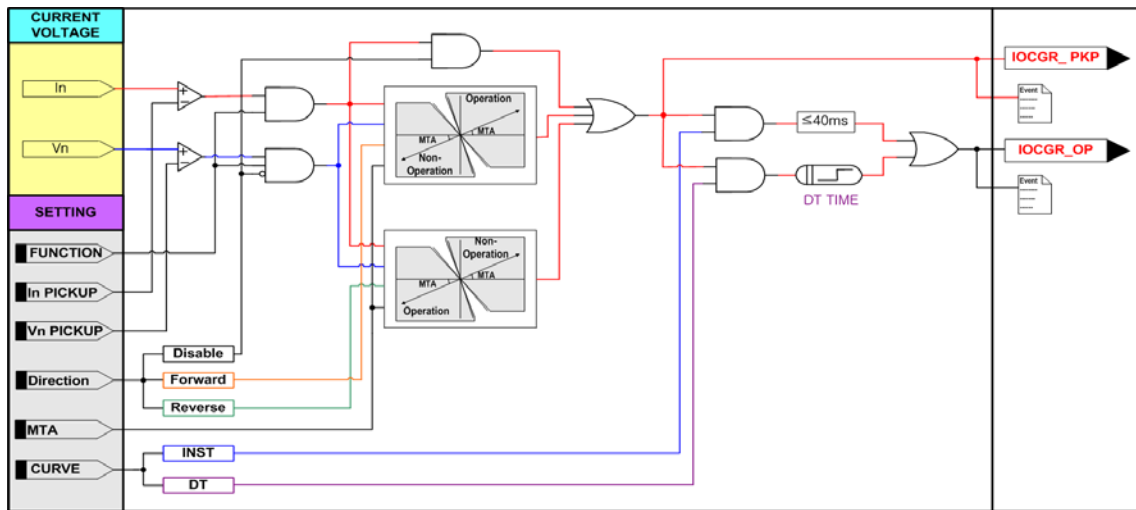 CURRENT
VOLTAGE
In
Vn
SETTING
FUNCTION
In PICKUP
Vn PICKUP
Direction
MTA
CURVE
Disable
Forward
Reverse
INST
DT
Operation
MTA
MTA
Non-
Operation
Non-
Operation
MTA
MTA
Operation
≤40ms
DT TIME
IOCGR_ PKP
Event
IOCGR_OP
Event